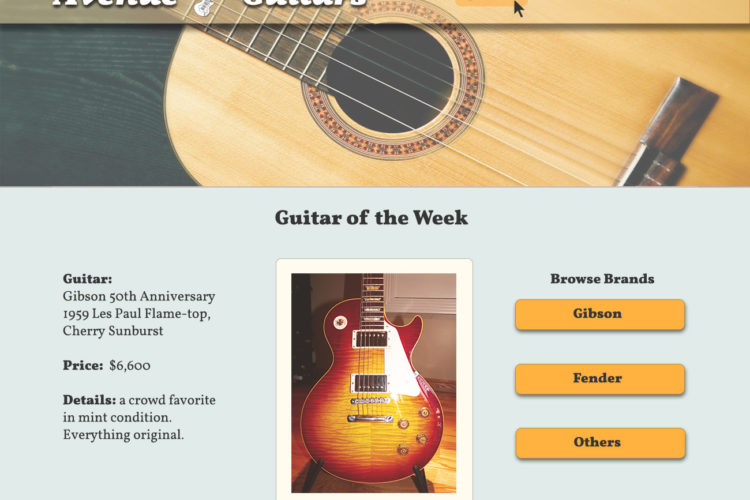 Avenue Guitars
Guitar of the Week
Guitar:
Gibson 50th Anniversary
1959 Les Paul Flame-top,
Cherry Sunburst
Price: $6,600
Details: a crowd favorite
in mint condition.
Everything original.
Browse Brands
Gibson
Fender
Others